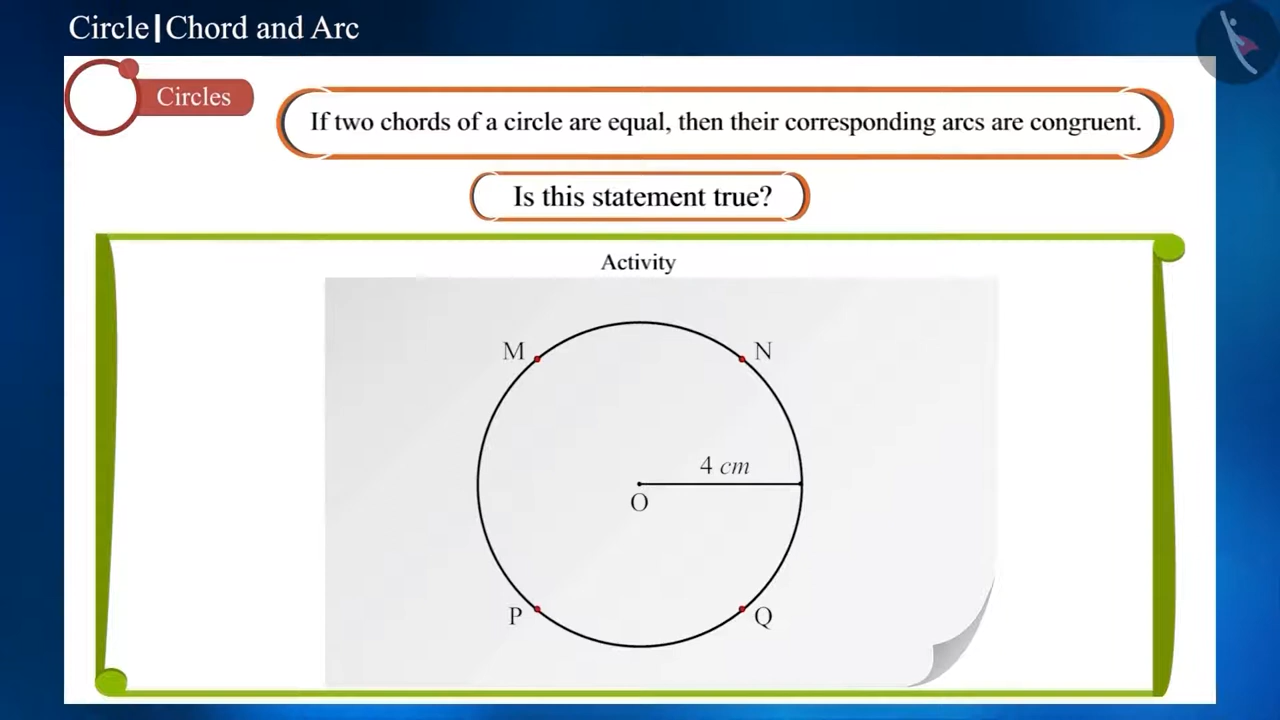 Circle|Chord and Arc
Circles
If two chords of a circle are equal, then their corresponding arcs are congruent.
Is this statement true?
Activity
M
N
4 cm
O
P
Q